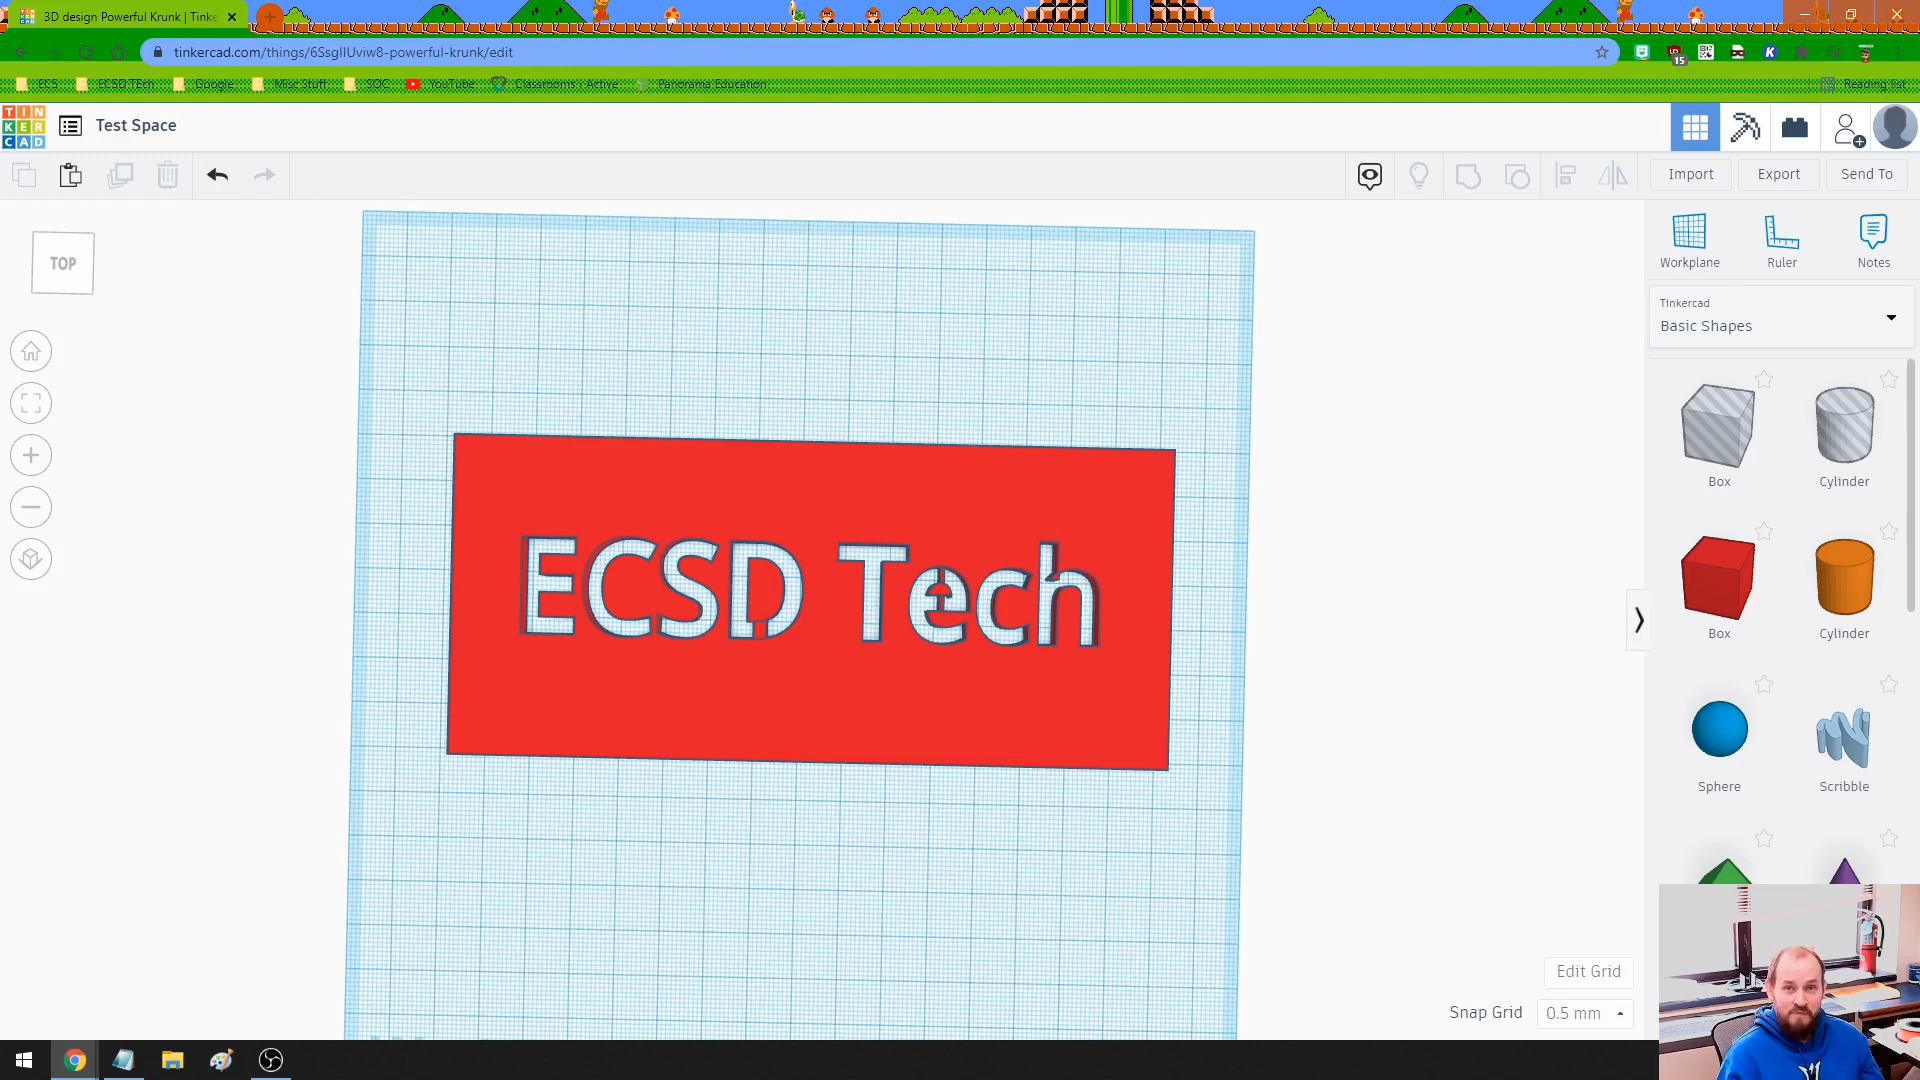 3D design Powerful Krunk | Tinke
tinkercad.com/things/6SsgIlUviw8-powerful-krunk/edit
15
ECS ECSD TEch Google Misc Stuff SOC YouTube Classrooms - Active Panorama Education Reading list
TIN
KER
CAD
Test Space
Import Export Send To
TOP
Workplane Ruler Notes
Tinkercad
Basic Shapes
Box Cylinder
ECSD Tech
Box Cylinder
Sphere Scribble
Edit Grid
Snap Grid 0.5 mm